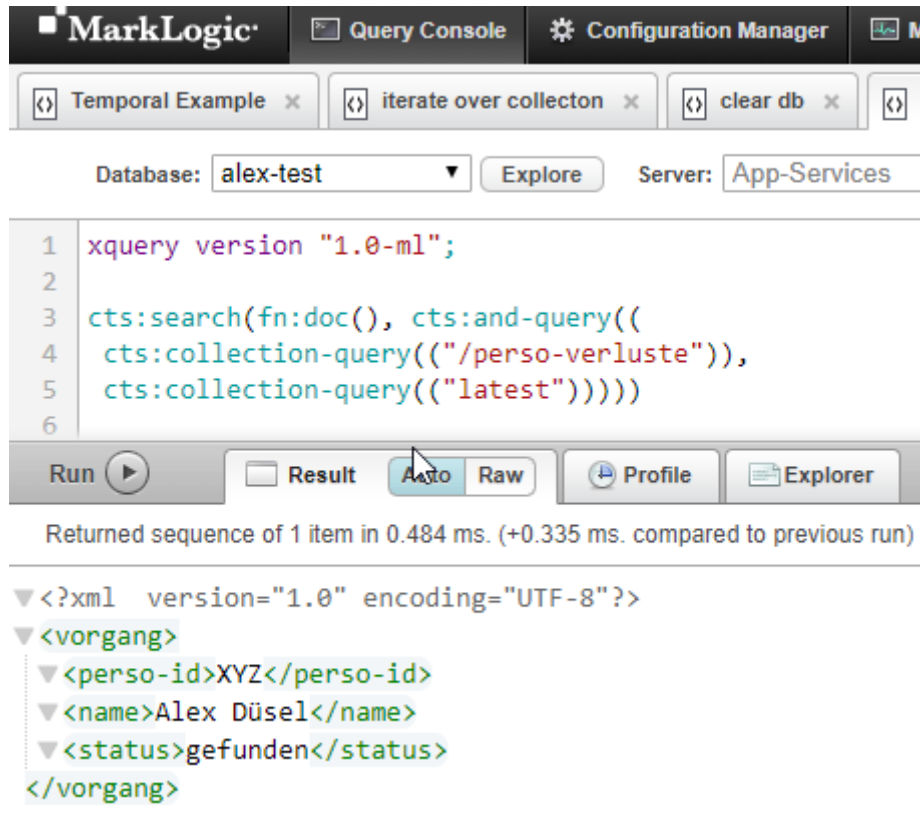 MarkLogic Query Console Configuration Manager M
Temporal Example × iterate over collecton × clear db ×
Database: alex-test Explore Server: App-Services
1 xquery version "1.0-ml";
2
3 cts:search(fn:doc(), cts:and-query((
4 cts:collection-query(("/perso-verluste")),
5 cts:collection-query(("latest")))))
6
Run Result Auto Raw Profile Explorer
Returned sequence of 1 item in 0.484 ms. (+0.335 ms. compared to previous run)
<?xml version="1.0" encoding="UTF-8"?>
<vorgang>
<perso-id>XYZ</perso-id>
<name>Alex Düsel</name>
<status>gefunden</status>
</vorgang>